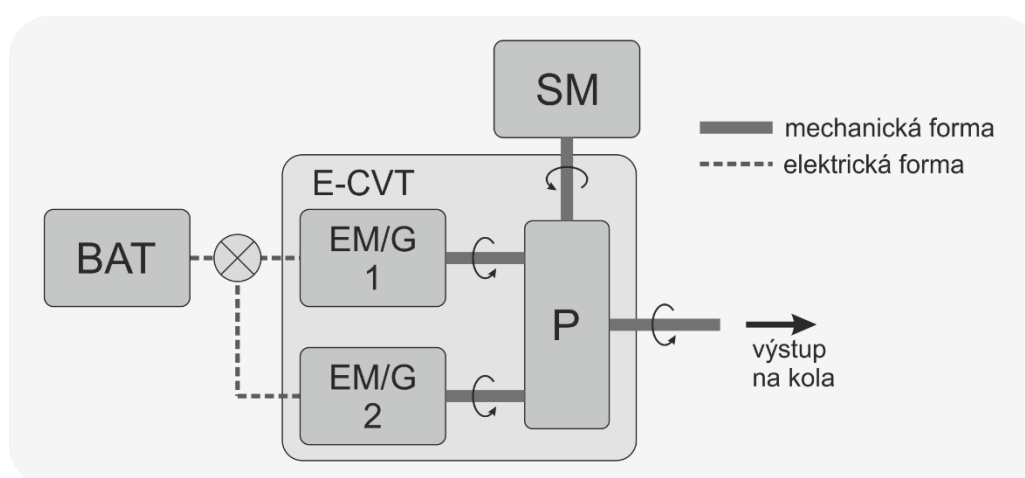 SM
mechanická forma
elektrická forma
E-CVT
BAT
EM/G
1
P
výstup
na kola
EM/G
2